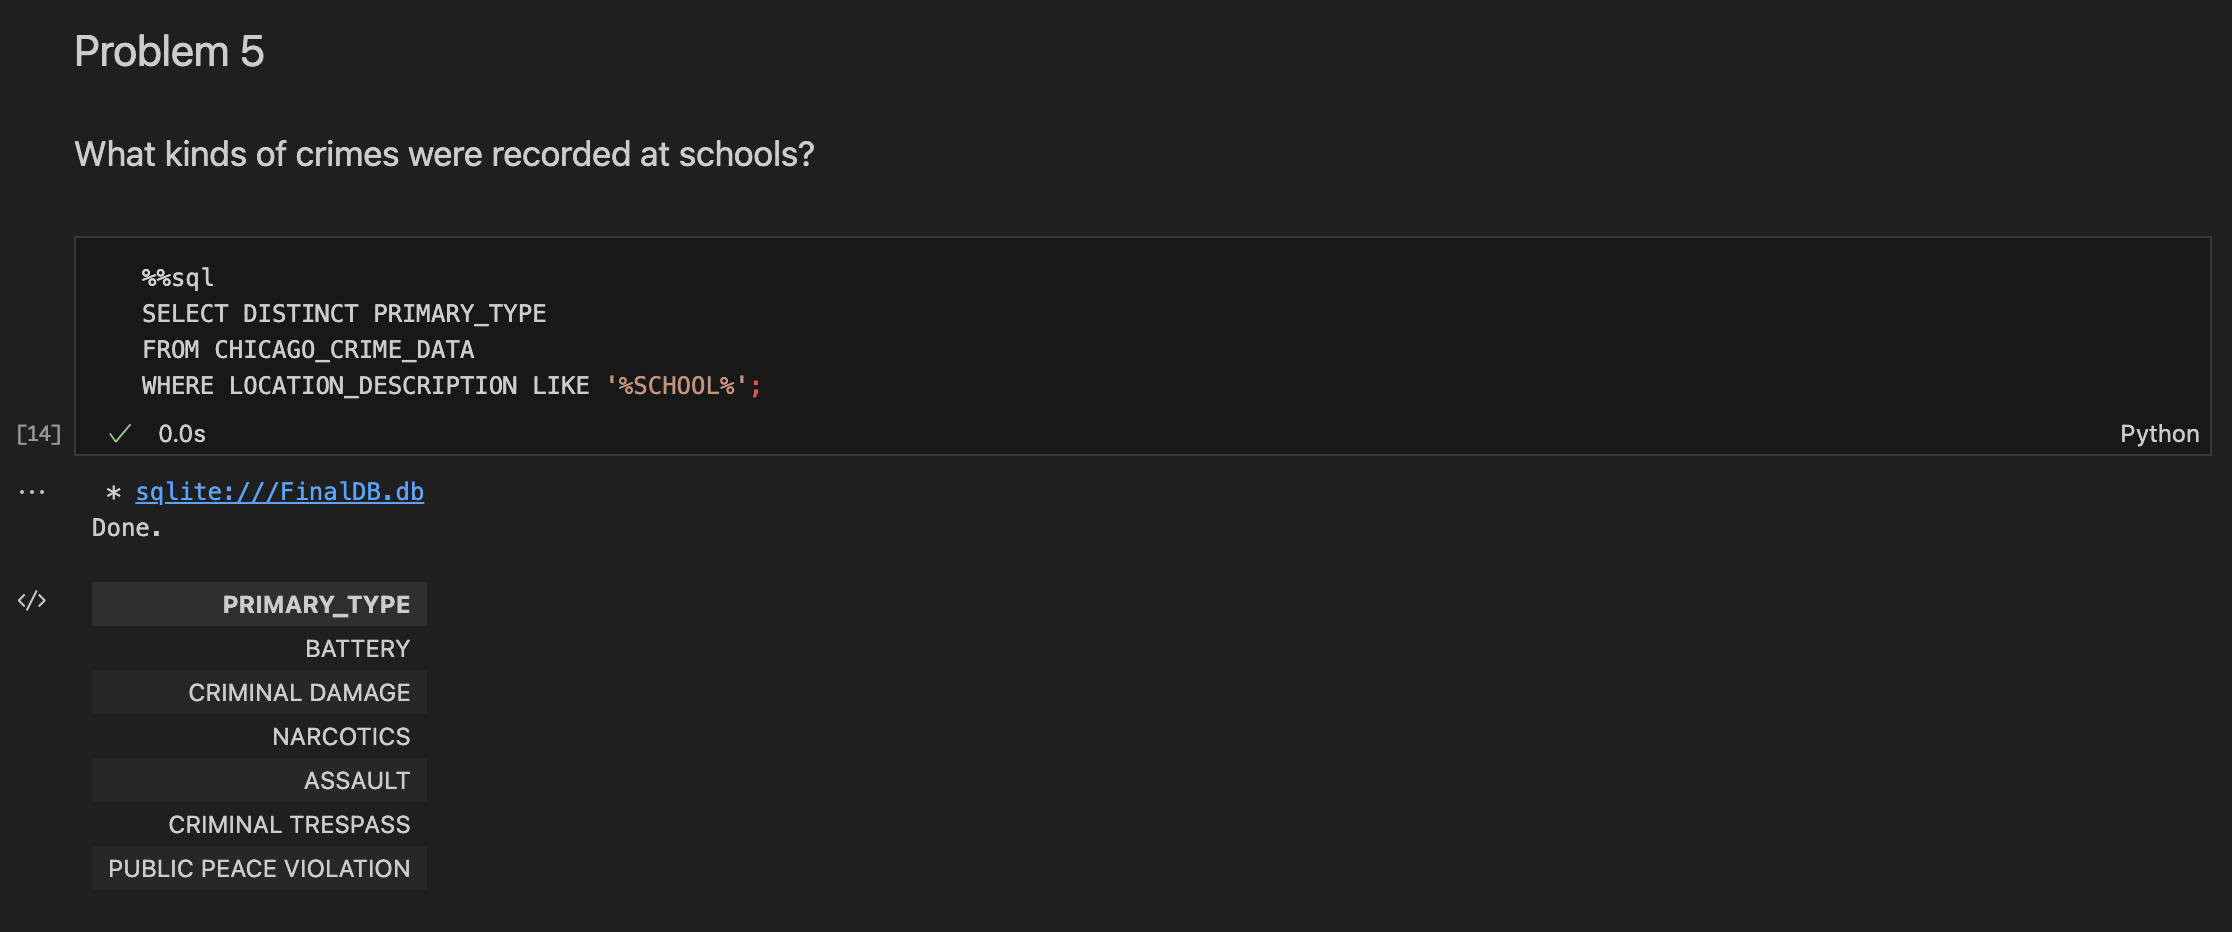 Problem 5
What kinds of crimes were recorded at schools?
%%sql
SELECT DISTINCT PRIMARY_TYPE
FROM CHICAGO_CRIME_DATA
WHERE LOCATION_DESCRIPTION LIKE '%SCHOOL%';
[14] ✓ 0.0s Python
... * sqlite:///FinalDB.db
Done.
</> PRIMARY_TYPE
BATTERY
CRIMINAL DAMAGE
NARCOTICS
ASSAULT
CRIMINAL TRESPASS
PUBLIC PEACE VIOLATION